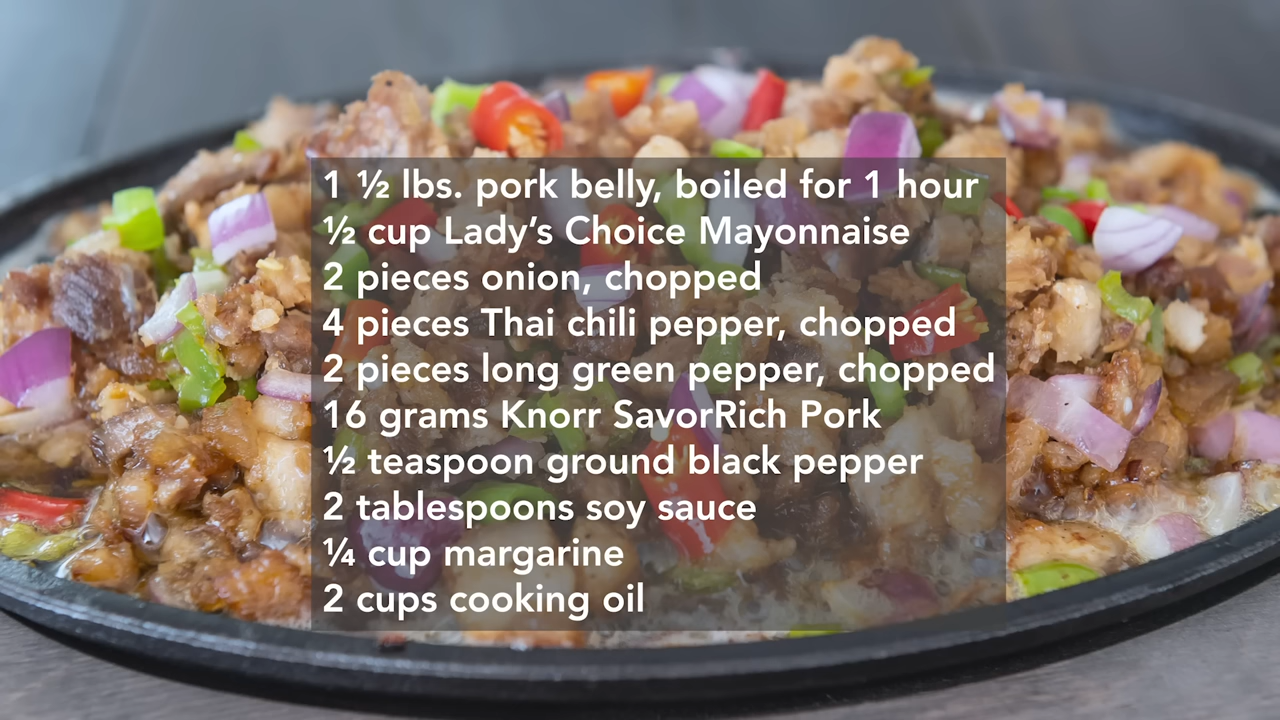 1 ½ lbs. pork belly, boiled for 1 hour
½ cup Lady’s Choice Mayonnaise
2 pieces onion, chopped
4 pieces Thai chili pepper, chopped
2 pieces long green pepper, chopped
16 grams Knorr SavorRich Pork
½ teaspoon ground black pepper
2 tablespoons soy sauce
¼ cup margarine
2 cups cooking oil